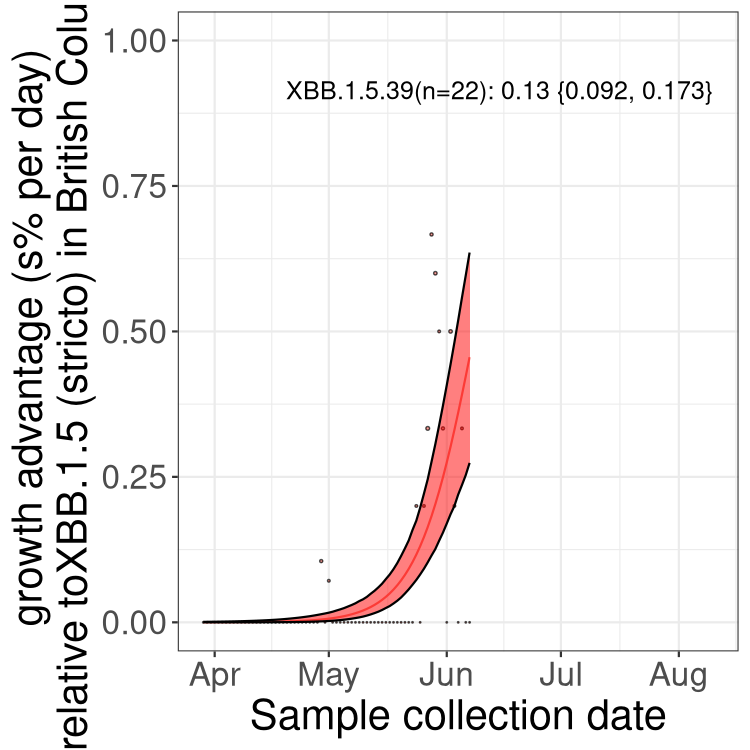 growth advantage (s% per day)
relative toXBB.1.5 (stricto) in British Colu
1.00
0.75
0.50
0.25
0.00
XBB.1.5.39(n=22): 0.13 {0.092, 0.173}
Apr May Jun Jul Aug
Sample collection date